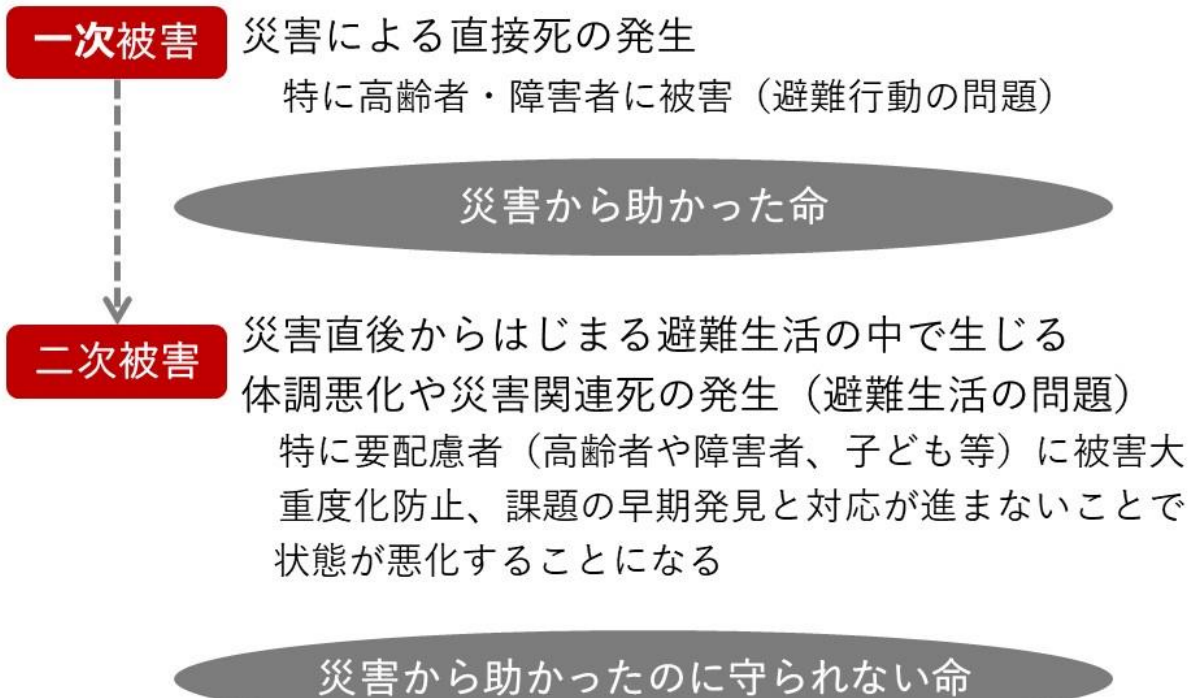 一次被害
災害による直接死の発生
特に高齢者・障害者に被害（避難行動の問題）
災害から助かった命
二次被害
災害直後からはじまる避難生活の中で生じる
体調悪化や災害関連死の発生（避難生活の問題）
特に要配慮者（高齢者や障害者、子ども等）に被害大
重度化防止、課題の早期発見と対応が進まないことで
状態が悪化することになる
災害から助かったのに守られない命